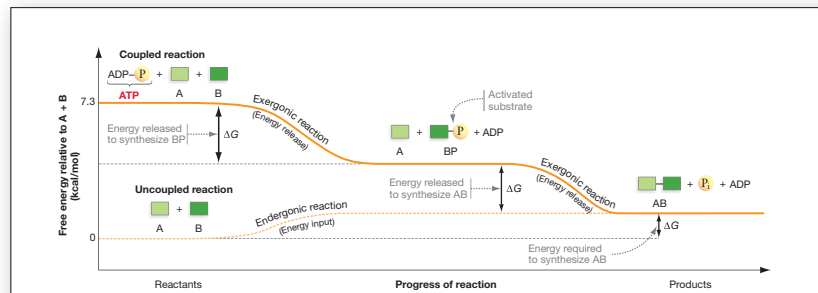 Coupled reaction
ADP–P + +
ATP A B
7.3
Exergonic reaction
(Energy release)
Energy released
to synthesize BP
ΔG
Activated
substrate
+ P + ADP
A BP
Uncoupled reaction
+
A B
Endergonic reaction
(Energy input)
Energy released
to synthesize AB
ΔG
Exergonic reaction
(Energy release)
+ Pi + ADP
AB
ΔG
Energy required
to synthesize AB
0
Free energy relative to A + B
(kcal/mol)
Reactants Progress of reaction Products